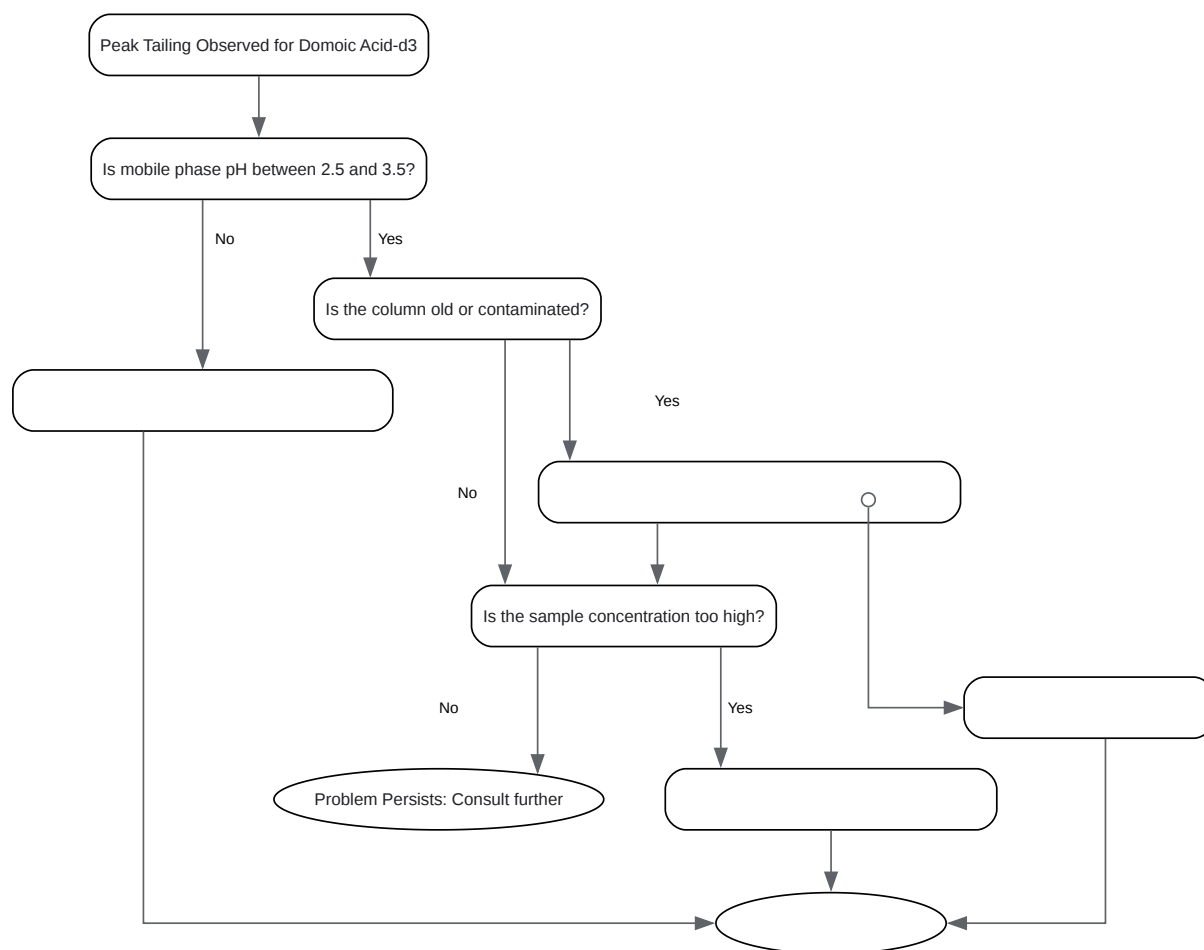 Peak Tailing Observed for Domoic Acid-d3
Is mobile phase pH between 2.5 and 3.5?
No
Yes
Is the column old or contaminated?
Yes
No
Is the sample concentration too high?
No
Yes
Problem Persists: Consult further